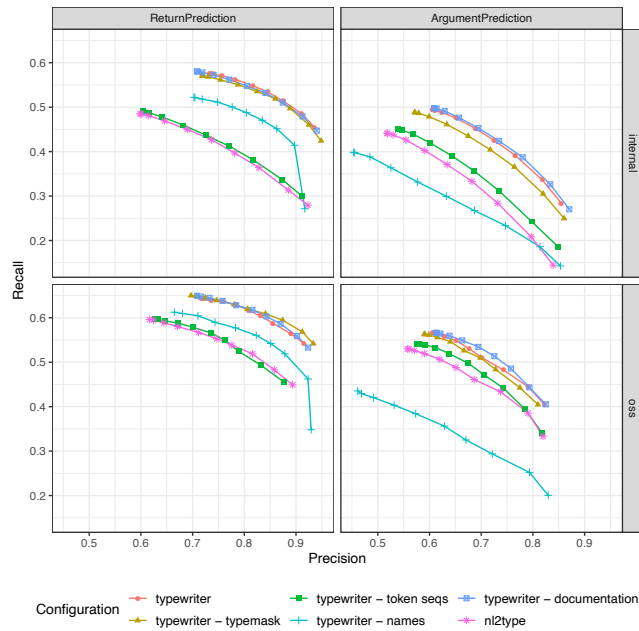 ReturnPrediction
ArgumentPrediction
0.6
0.5
0.4
0.3
0.2
internal
Recall
0.6
0.5
0.4
0.3
0.2
oss
0.5 0.6 0.7 0.8 0.9 0.5 0.6 0.7 0.8 0.9
Precision
Configuration
typewriter
typewriter − token seqs
typewriter − documentation
typewriter − typemask
typewriter − names
nl2type